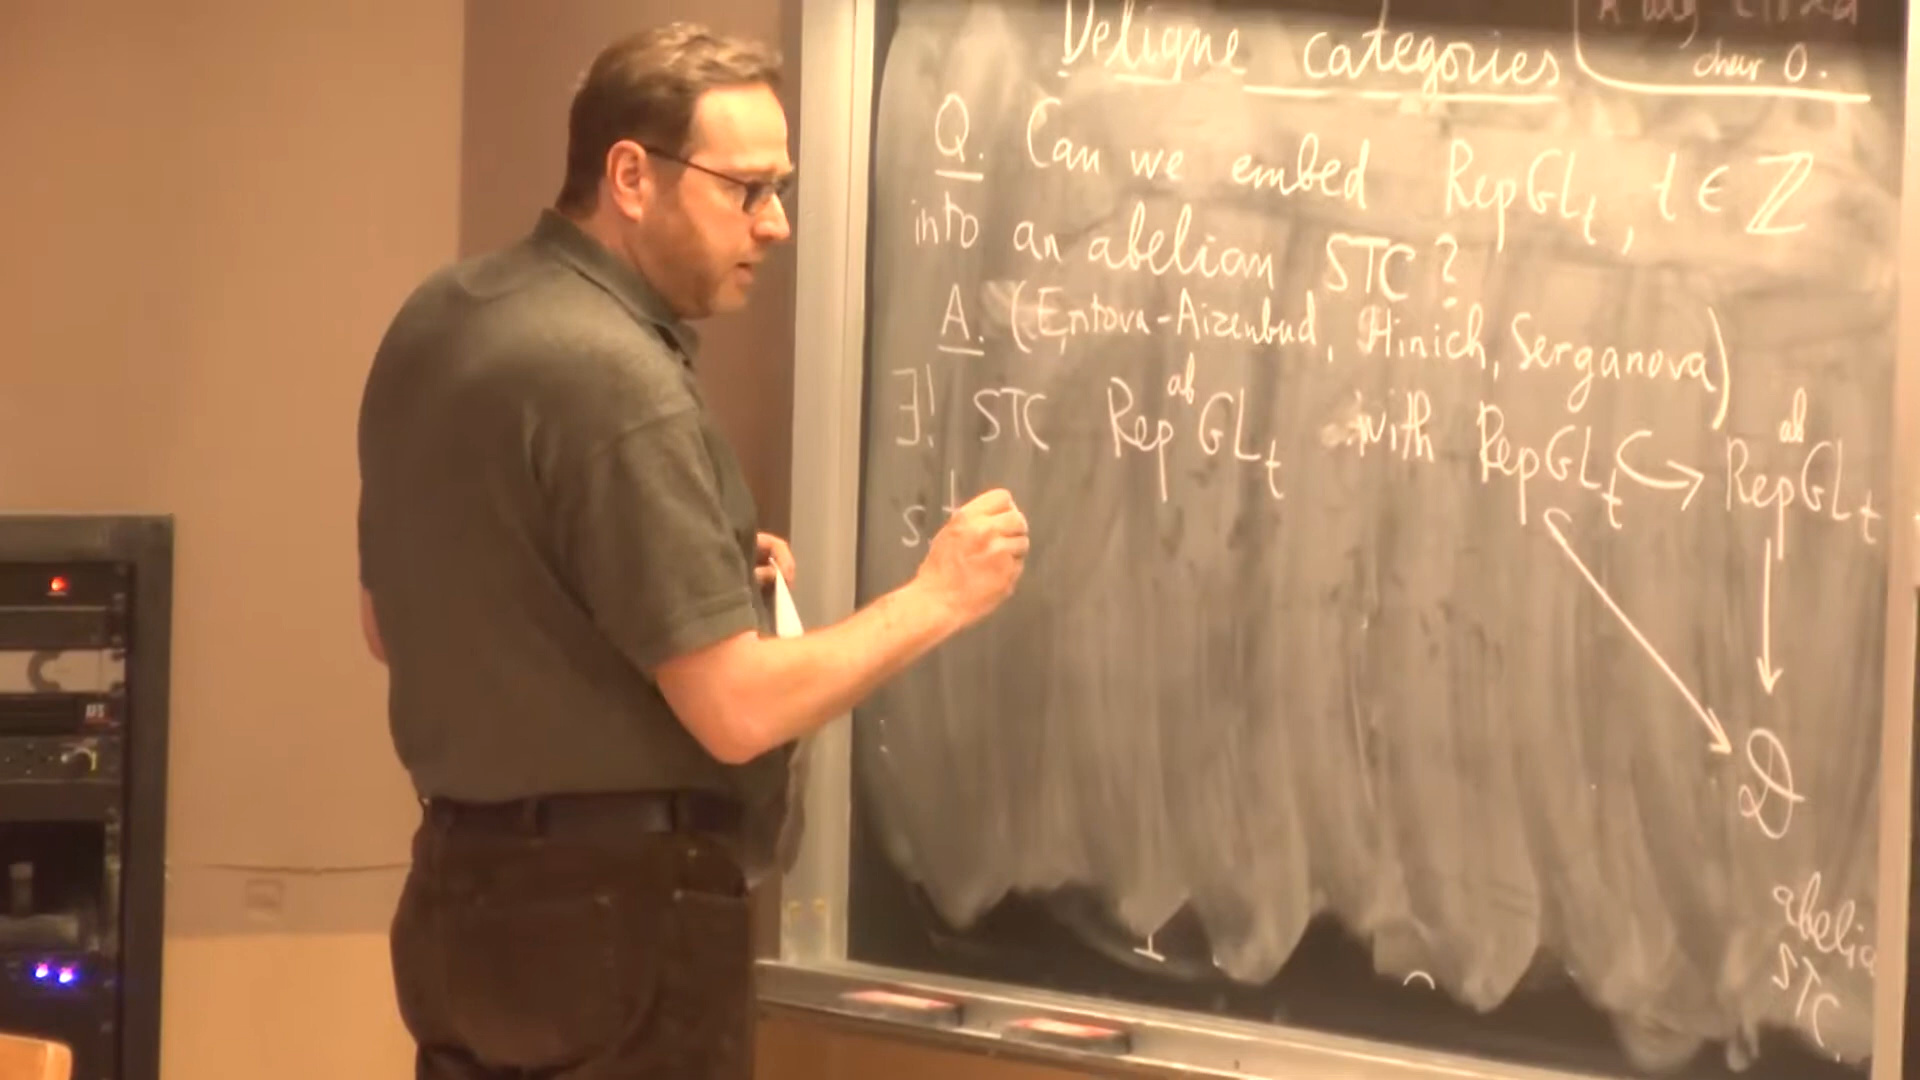 Deligne categories
char 0.
Q. Can we embed RepGL_t, t ∈ ℤ
into an abelian STC?
A. (Entova-Aizenbud, Hinich, Serganova)
∃! STC Rep^{ab} GL_t with RepGL_t ↪ Rep^{ab} GL_t
s.t
𝒟
abelia
STC